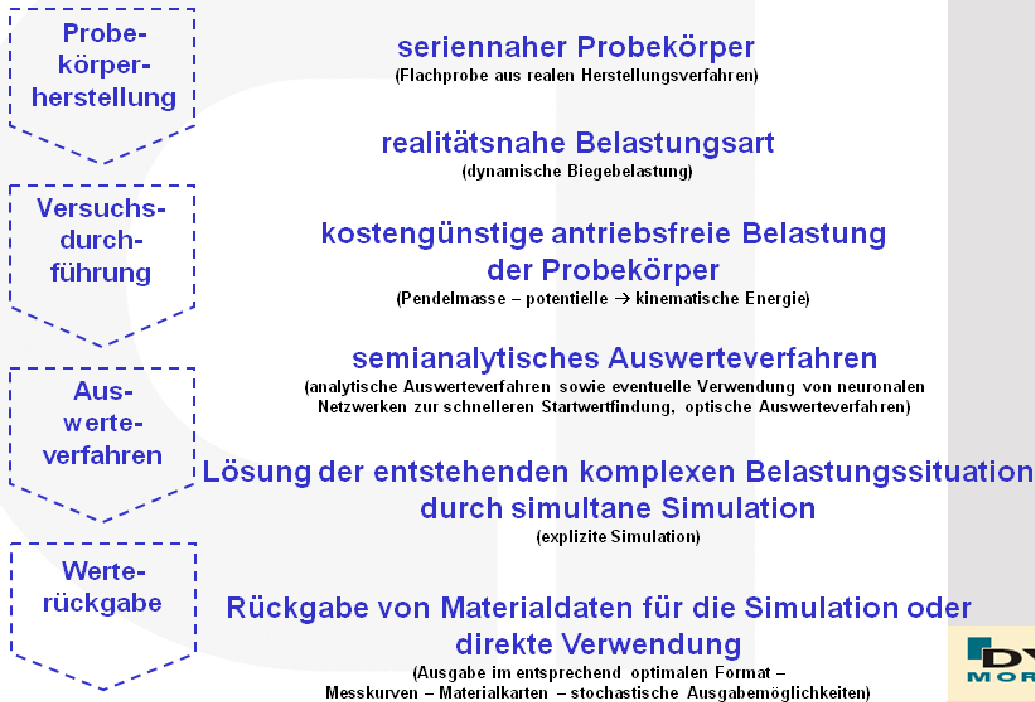 Probe-
körper-
herstellung
seriennaher Probekörper
(Flachprobe aus realen Herstellungsverfahren)
realitätsnahe Belastungsart
(dynamische Biegebelastung)
Versuchs-
durch-
führung
kostengünstige antriebsfreie Belastung
der Probekörper
(Pendelmasse – potentielle → kinematische Energie)
Aus-
werte-
verfahren
semianalytisches Auswerteverfahren
(analytische Auswerteverfahren sowie eventuelle Verwendung von neuronalen
Netzwerken zur schnelleren Startwertfindung, optische Auswerteverfahren)
Lösung der entstehenden komplexen Belastungssituation
durch simultane Simulation
(explizite Simulation)
Werte-
rückgabe
Rückgabe von Materialdaten für die Simulation oder
direkte Verwendung
(Ausgabe im entsprechend optimalen Format –
Messkurven – Materialkarten – stochastische Ausgabemöglichkeiten)